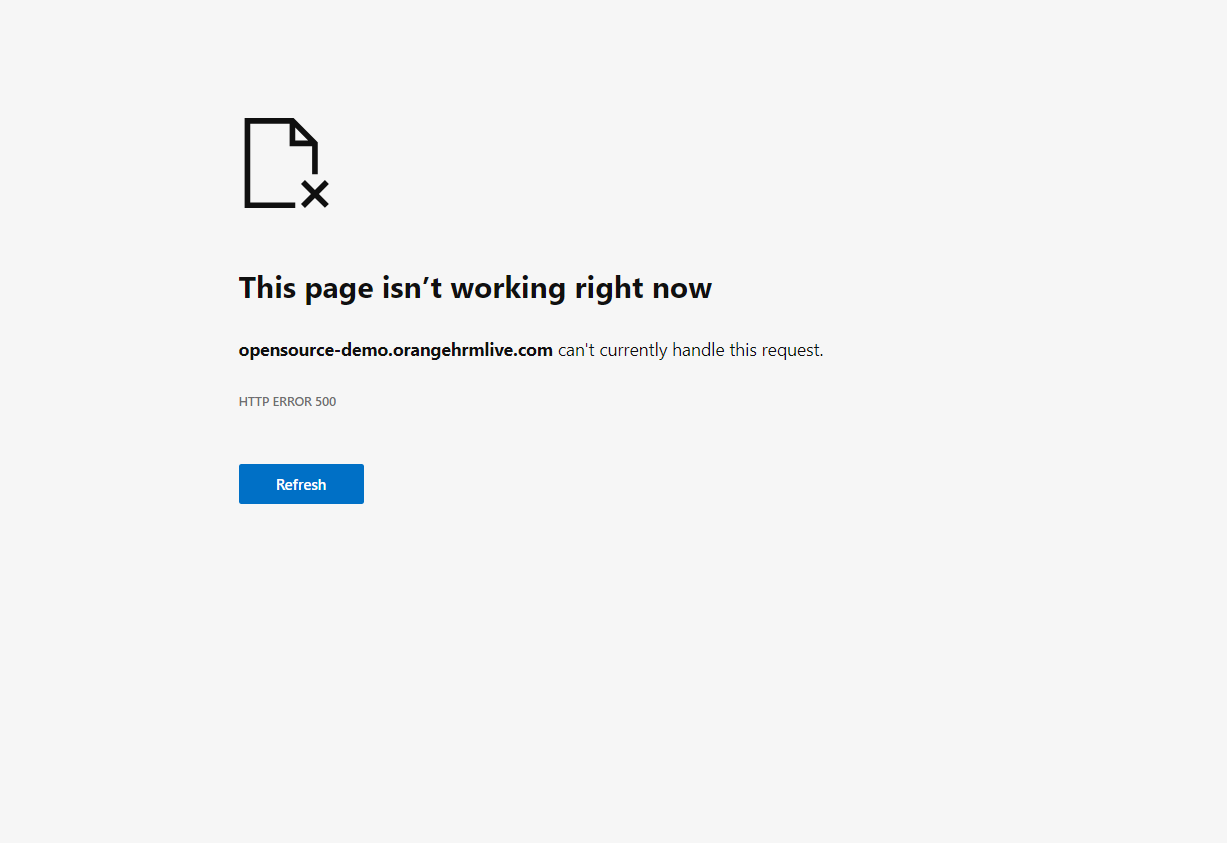 This page isn’t working right now
opensource-demo.orangehrmlive.com can't currently handle this request.
HTTP ERROR 500
Refresh